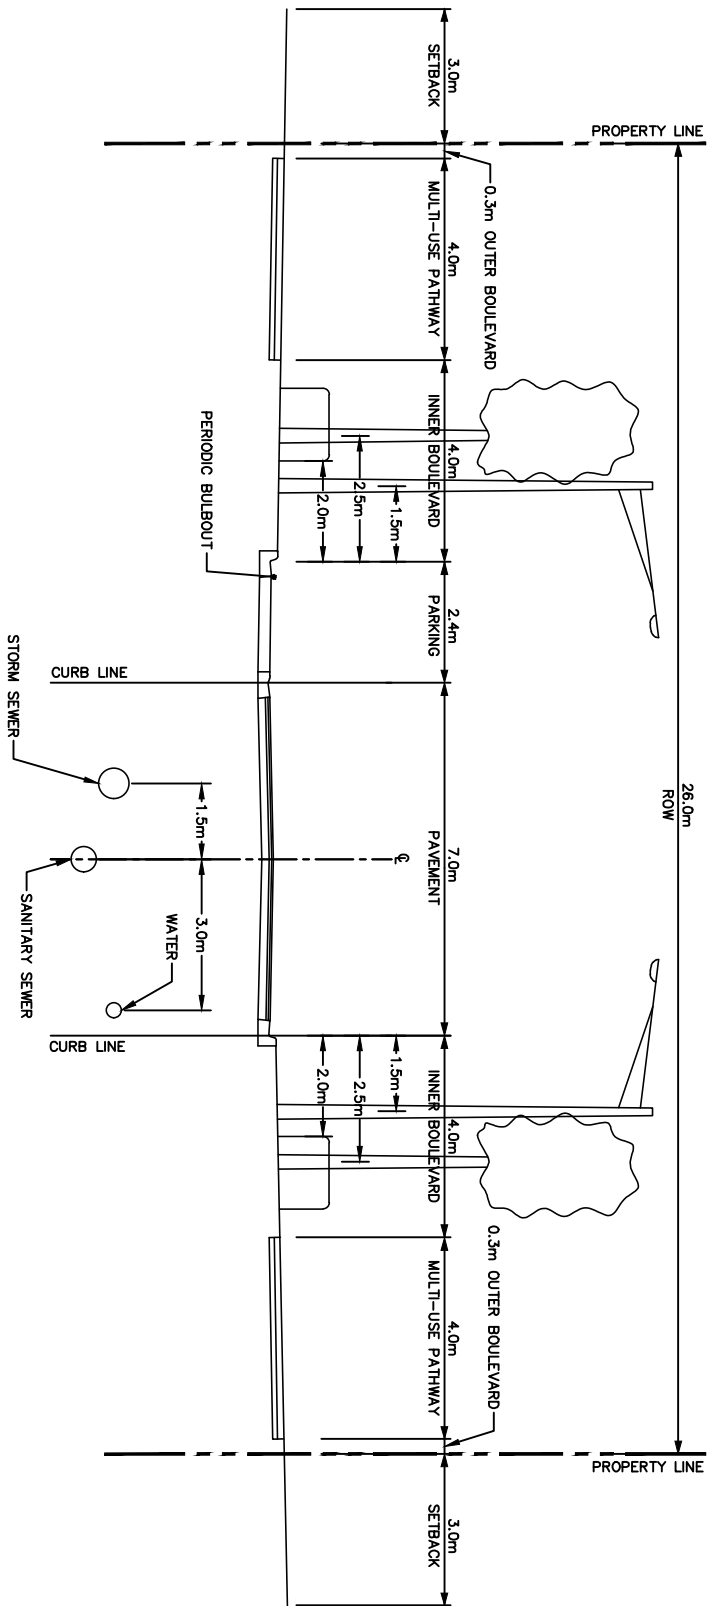 26.0m
ROW
PROPERTY LINE
PROPERTY LINE
3.0m
SETBACK
0.3m OUTER BOULEVARD
4.0m
MULTI-USE PATHWAY
4.0m
INNER BOULEVARD
2.4m
PARKING
7.0m
PAVEMENT
4.0m
INNER BOULEVARD
4.0m
MULTI-USE PATHWAY
0.3m OUTER BOULEVARD
3.0m
SETBACK
1.5m
2.5m
2.0m
1.5m
2.5m
2.0m
℄
PERIODIC BULBOUT
CURB LINE
CURB LINE
1.5m
3.0m
STORM SEWER
SANITARY SEWER
WATER